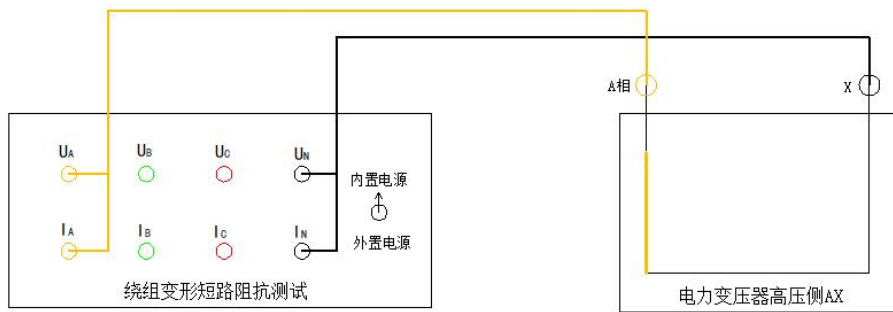 A相 X
UA UB UC UN
内置电源
IA IB IC IN
外置电源
绕组变形短路阻抗测试
电力变压器高压侧AX